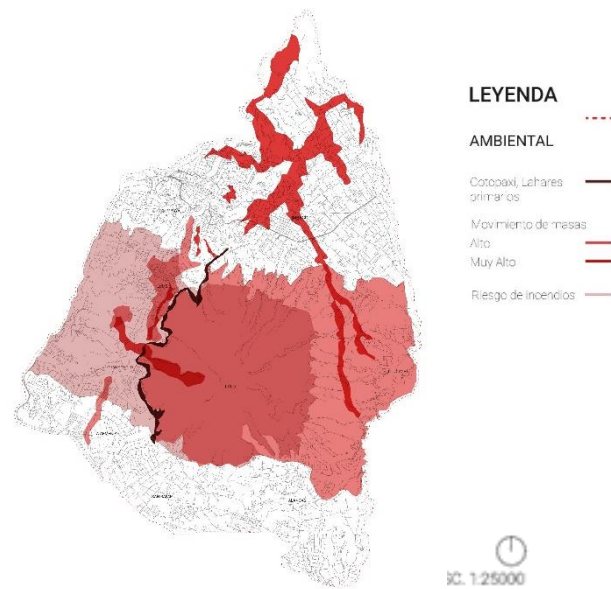 LEYENDA
AMBIENTAL
Cotopaxi, Lahares
primarios
Movimiento de masas
Alto
Muy Alto
Riesgo de incendios
SC. 1:25000